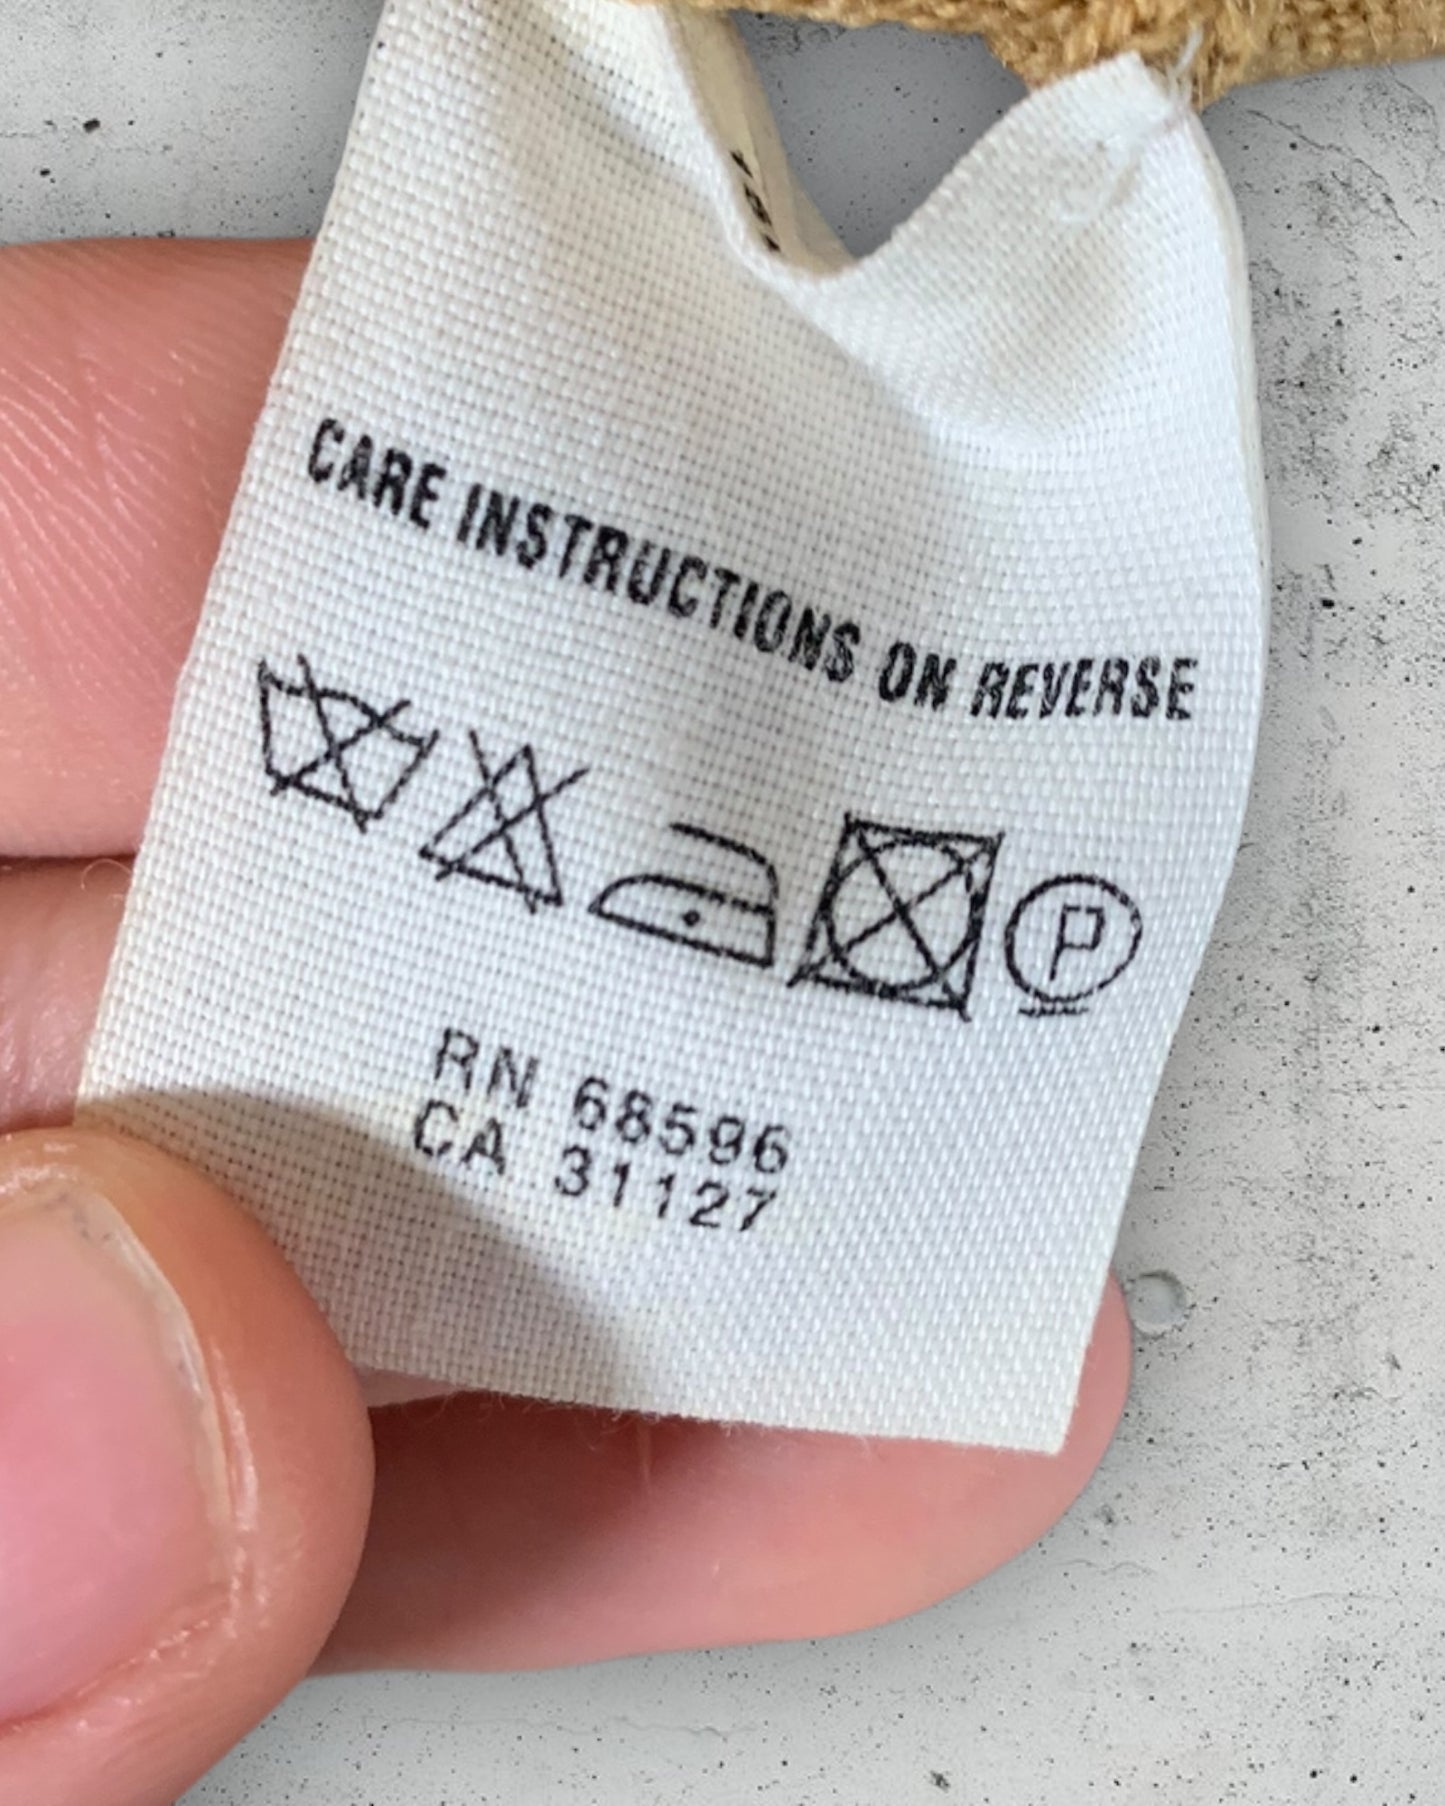 CARE INSTRUCTIONS ON REVERSE
P
RN 68596
CA 31127